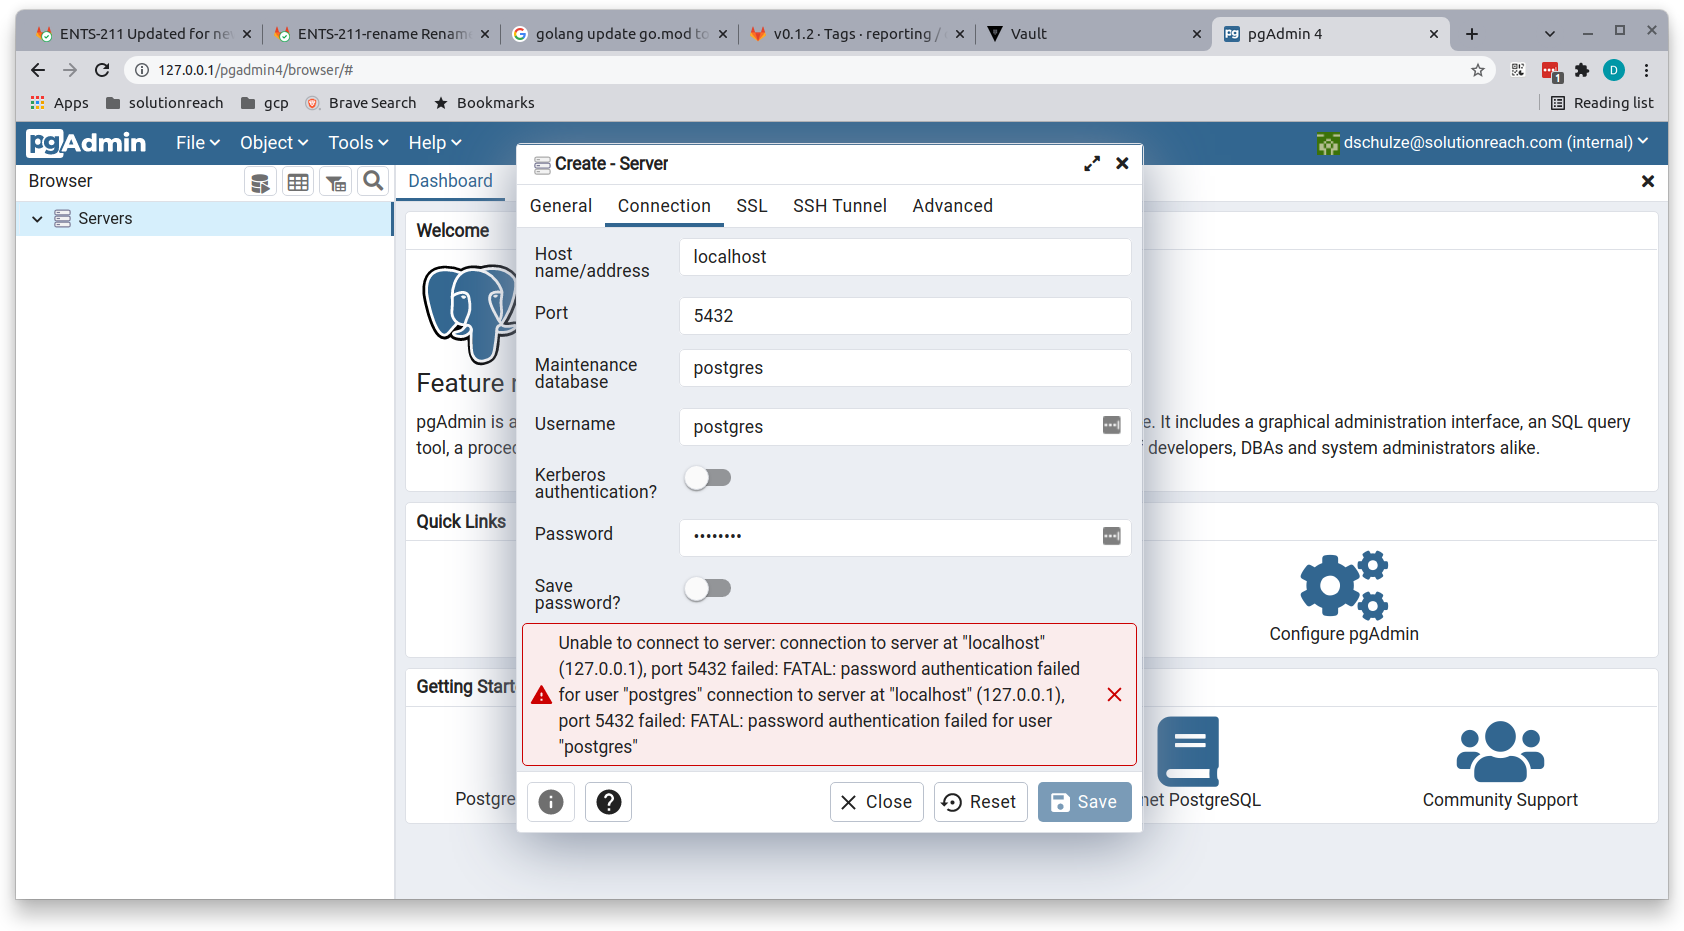 ENTS-211 Updated for ne
ENTS-211-rename Renam
golang update go.mod to
v0.1.2 · Tags · reporting /
Vault
pgAdmin 4
127.0.0.1/pgadmin4/browser/#
1
D
Apps
solutionreach
gcp
Brave Search
Bookmarks
Reading list
pgAdmin
File
Object
Tools
Help
dschulze@solutionreach.com (internal)
Browser
Dashboard
Servers
Welcome
Feature
pgAdmin is a
e. It includes a graphical administration interface, an SQL query
tool, a proced
developers, DBAs and system administrators alike.
Quick Links
Configure pgAdmin
Getting Start
Postgre
net PostgreSQL
Community Support
Create - Server
General
Connection
SSL
SSH Tunnel
Advanced
Host
name/address
localhost
Port
5432
Maintenance
database
postgres
Username
postgres
Kerberos
authentication?
Password
••••••••
Save
password?
Unable to connect to server: connection to server at "localhost"
(127.0.0.1), port 5432 failed: FATAL: password authentication failed
for user "postgres" connection to server at "localhost" (127.0.0.1),
port 5432 failed: FATAL: password authentication failed for user
"postgres"
Close
Reset
Save